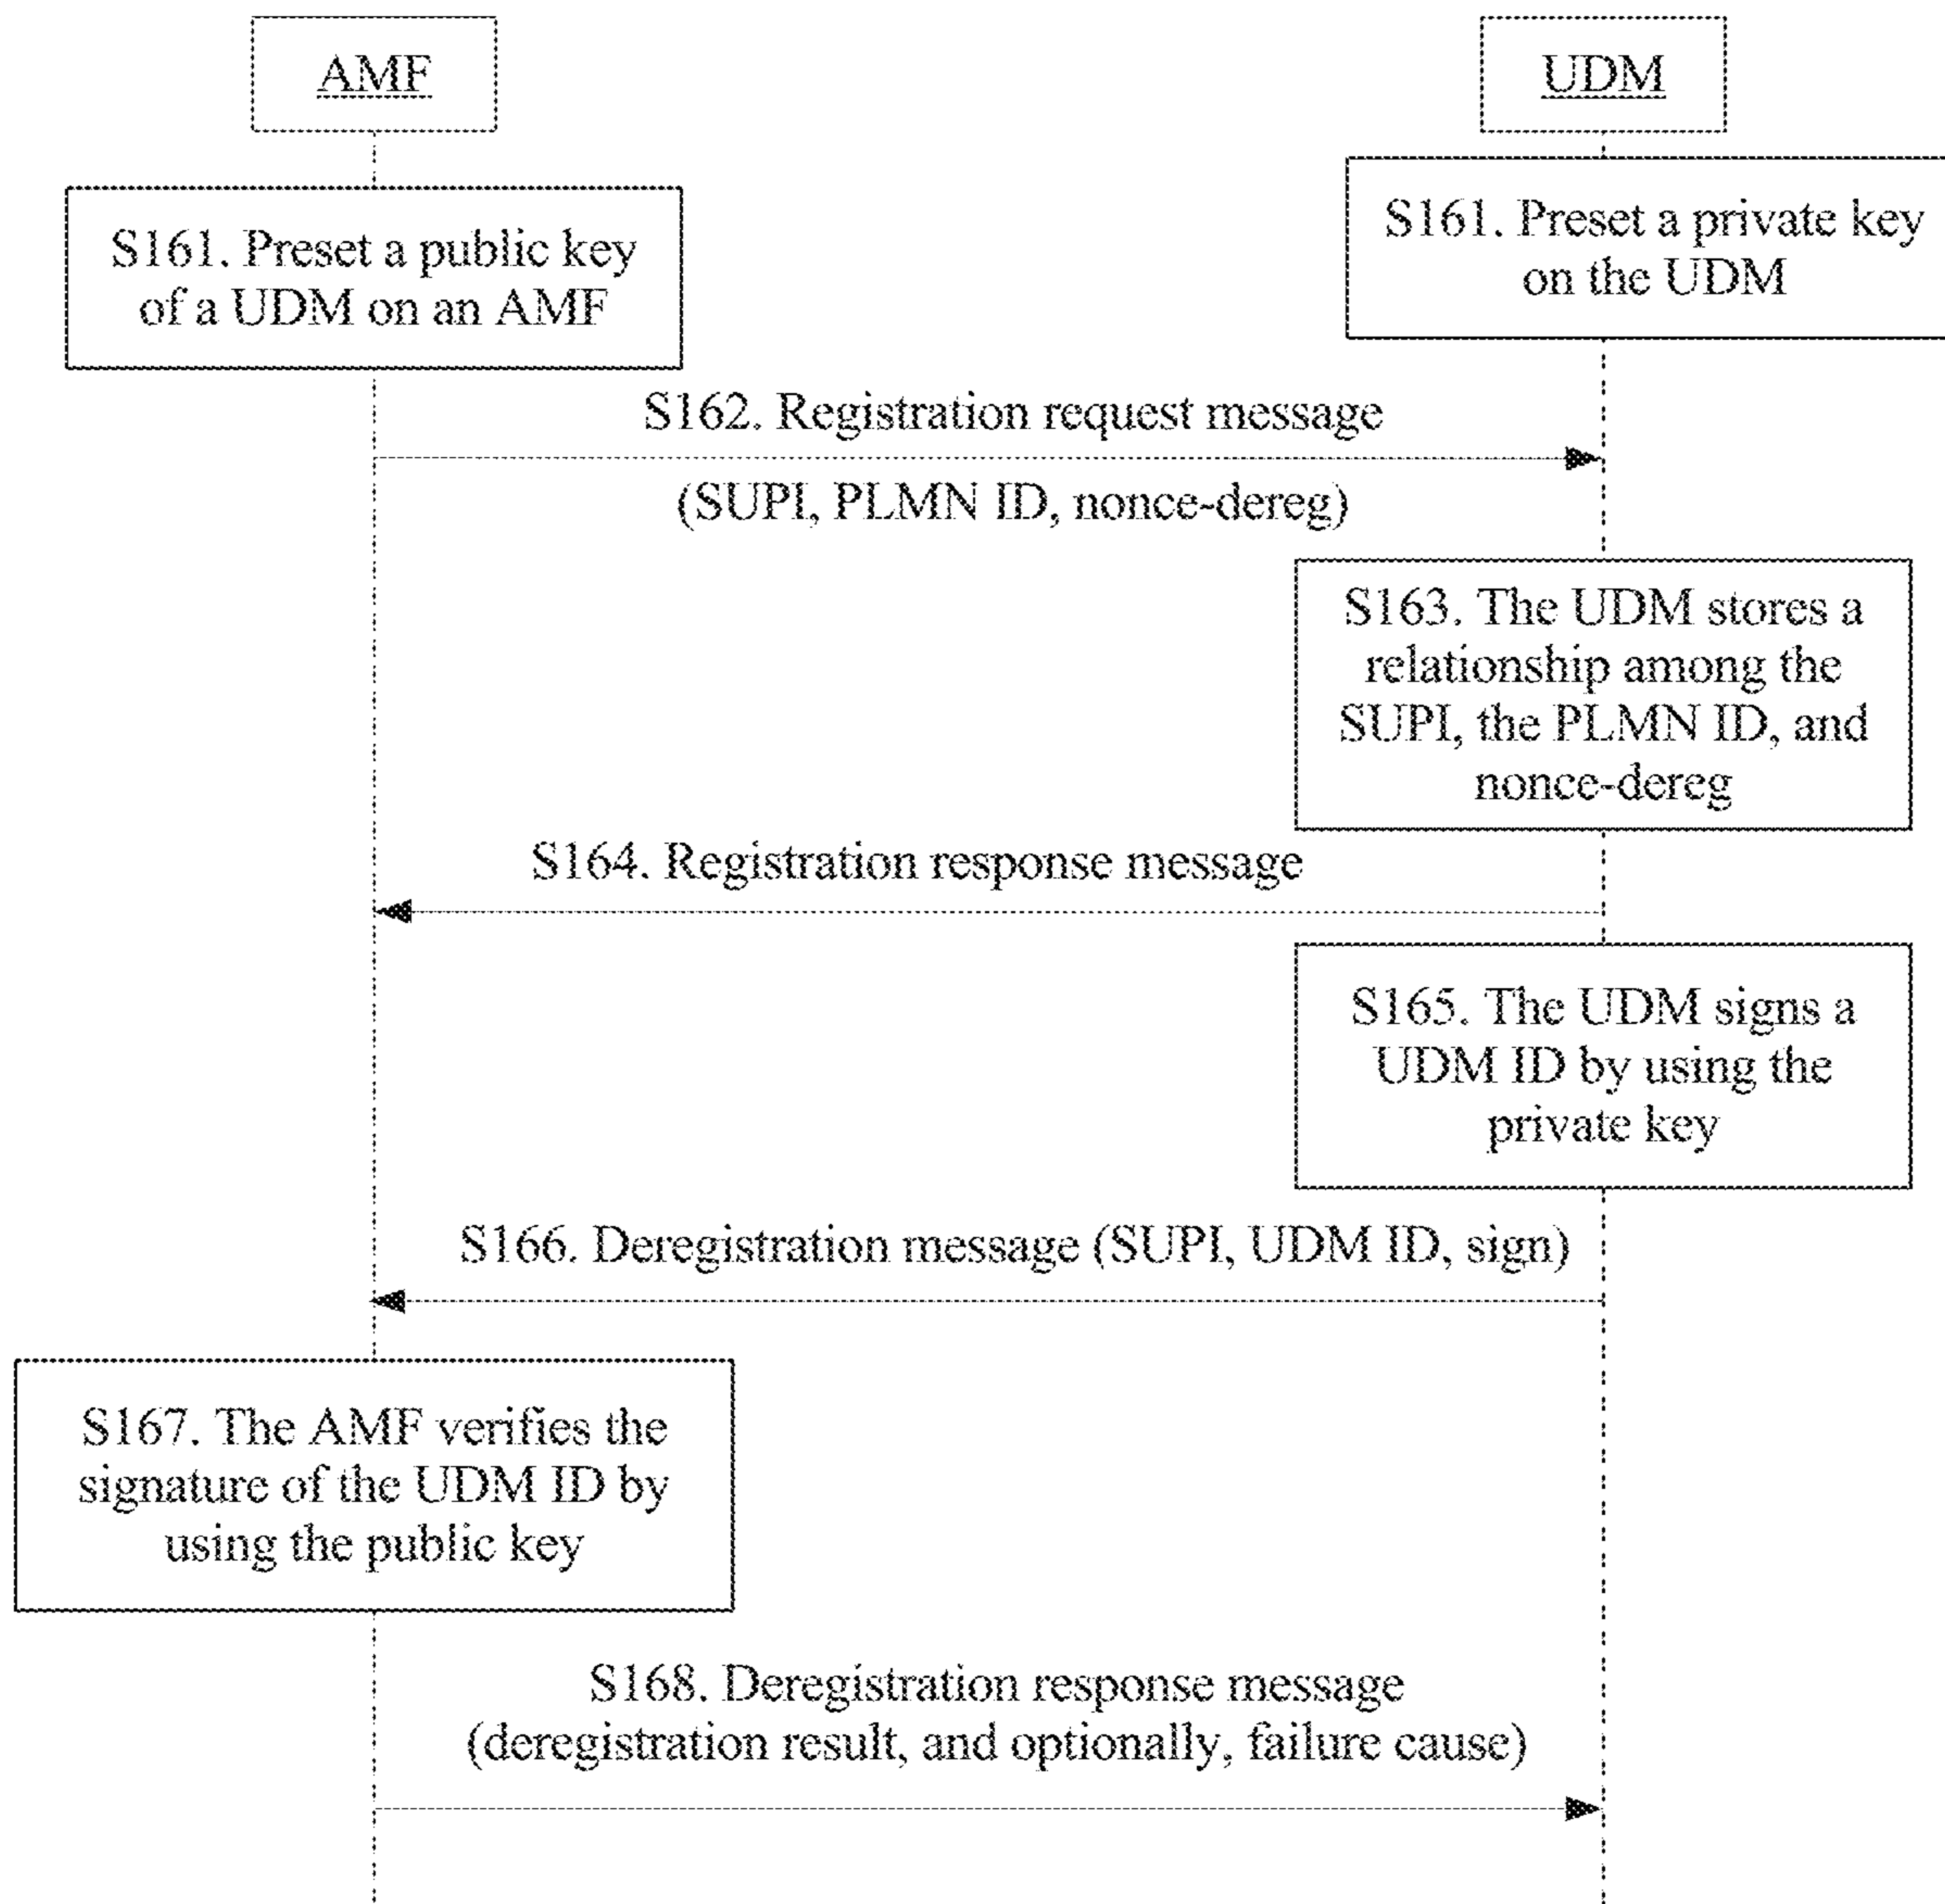 AMF
UDM
S161. Preset a public key
of a UDM on an AMF
S161. Preset a private key
on the UDM
S162. Registration request message
(SUPI, PLMN ID, nonce-dereg)
S163. The UDM stores a
relationship among the
SUPI, the PLMN ID, and
nonce-dereg
S164. Registration response message
S165. The UDM signs a
UDM ID by using the
private key
S166. Deregistration message (SUPI, UDM ID, sign)
S167. The AMF verifies the
signature of the UDM ID by
using the public key
S168. Deregistration response message
(deregistration result, and optionally, failure cause)